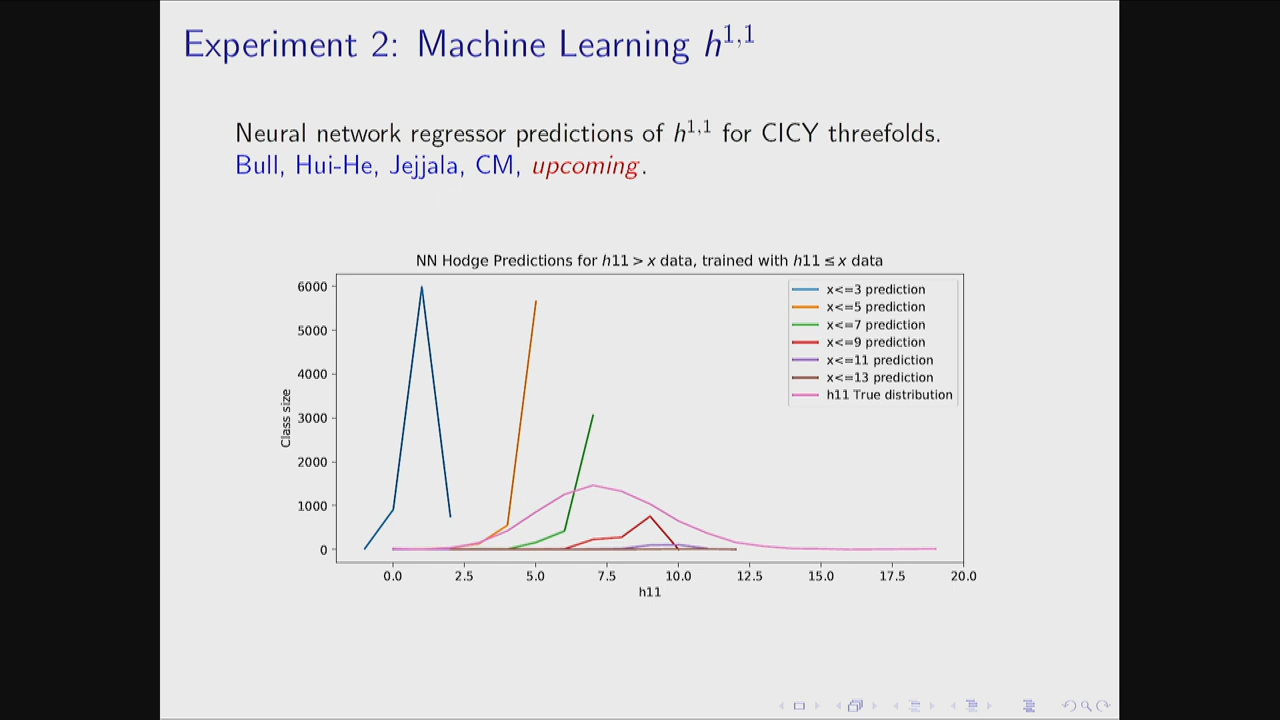 Experiment 2: Machine Learning h^{1,1}
Neural network regressor predictions of h^{1,1} for CICY threefolds.
Bull, Hui-He, Jejjala, CM, upcoming.
NN Hodge Predictions for h11 > x data, trained with h11 ≤ x data
x<=3 prediction
x<=5 prediction
x<=7 prediction
x<=9 prediction
x<=11 prediction
x<=13 prediction
h11 True distribution
Class size
6000
5000
4000
3000
2000
1000
0
0.0 2.5 5.0 7.5 10.0 12.5 15.0 17.5 20.0
h11